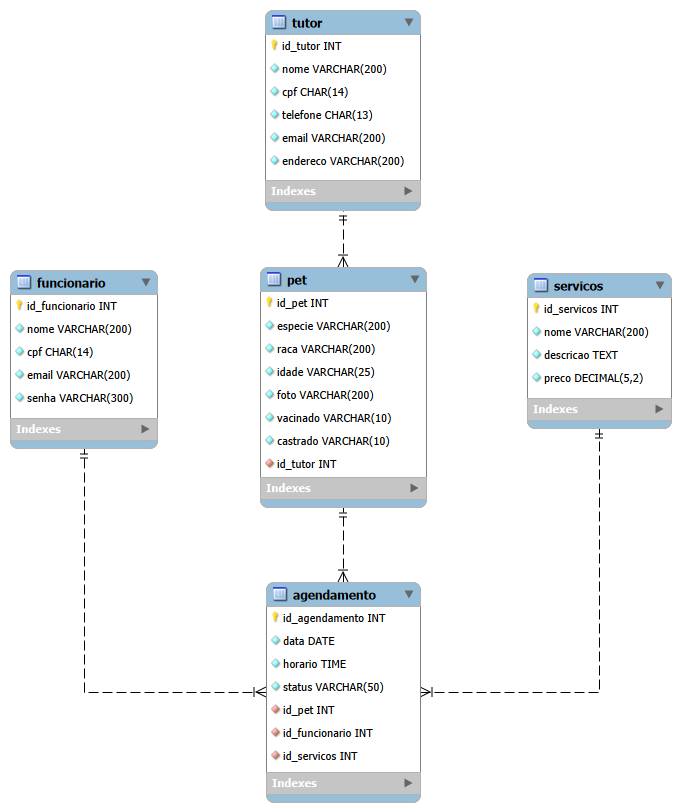 tutor
id_tutor INT
nome VARCHAR(200)
cpf CHAR(14)
telefone CHAR(13)
email VARCHAR(200)
endereco VARCHAR(200)
Indexes
funcionario
id_funcionario INT
nome VARCHAR(200)
cpf CHAR(14)
email VARCHAR(200)
senha VARCHAR(300)
Indexes
pet
id_pet INT
especie VARCHAR(200)
raca VARCHAR(200)
idade VARCHAR(25)
foto VARCHAR(200)
vacinado VARCHAR(10)
castrado VARCHAR(10)
id_tutor INT
Indexes
servicos
id_servicos INT
nome VARCHAR(200)
descricao TEXT
preco DECIMAL(5,2)
Indexes
agendamento
id_agendamento INT
data DATE
horario TIME
status VARCHAR(50)
id_pet INT
id_funcionario INT
id_servicos INT
Indexes